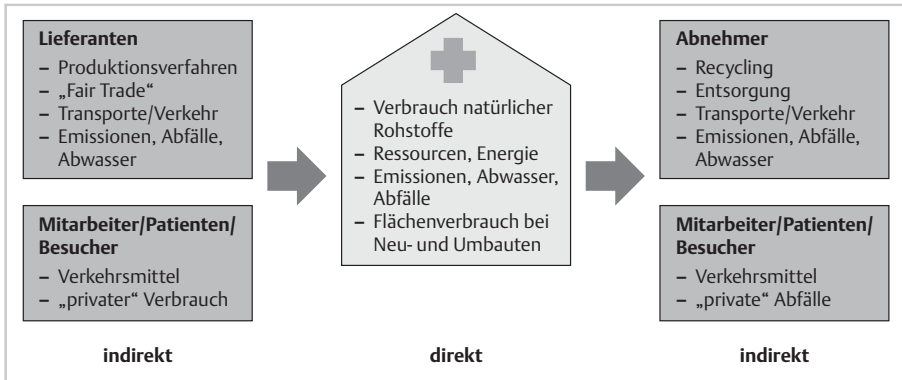 Lieferanten
– Produktionsverfahren
– „Fair Trade“
– Transporte/Verkehr
– Emissionen, Abfälle,
Abwasser
Mitarbeiter/Patienten/
Besucher
– Verkehrsmittel
– „privater“ Verbrauch
indirekt
– Verbrauch natürlicher
Rohstoffe
– Ressourcen, Energie
– Emissionen, Abwasser,
Abfälle
– Flächenverbrauch bei
Neu- und Umbauten
direkt
Abnehmer
– Recycling
– Entsorgung
– Transporte/Verkehr
– Emissionen, Abfälle,
Abwasser
Mitarbeiter/Patienten/
Besucher
– Verkehrsmittel
– „private“ Abfälle
indirekt